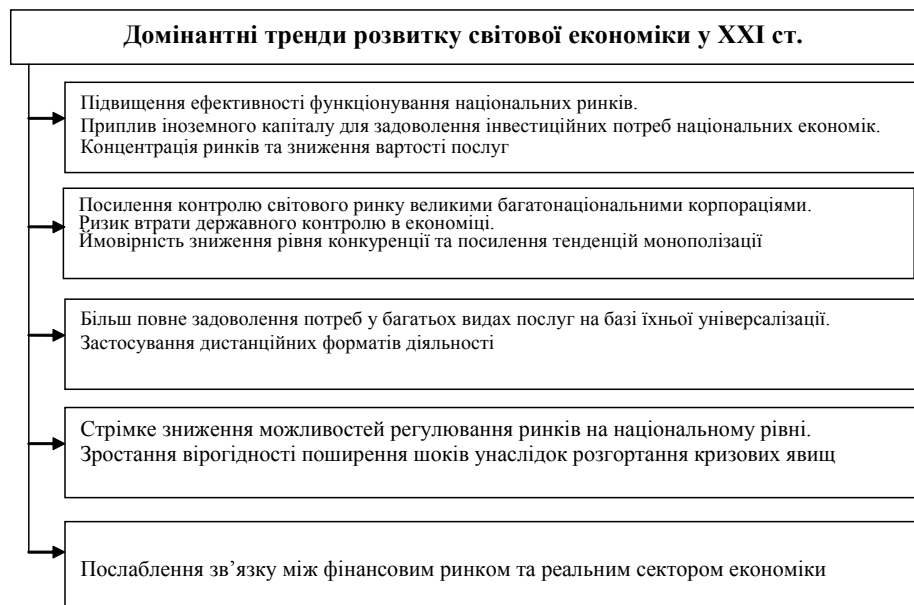 Домінантні тренди розвитку світової економіки у XXI ст.
Підвищення ефективності функціонування національних ринків.
Приплив іноземного капіталу для задоволення інвестиційних потреб національних економік.
Концентрація ринків та зниження вартості послуг
Посилення контролю світового ринку великими багатонаціональними корпораціями.
Ризик втрати державного контролю в економіці.
Ймовірність зниження рівня конкуренції та посилення тенденцій монополізації
Більш повне задоволення потреб у багатьох видах послуг на базі їхньої універсалізації.
Застосування дистанційних форматів діяльності
Стрімке зниження можливостей регулювання ринків на національному рівні.
Зростання вірогідності поширення шоків унаслідок розгортання кризових явищ
Послаблення зв’язку між фінансовим ринком та реальним сектором економіки